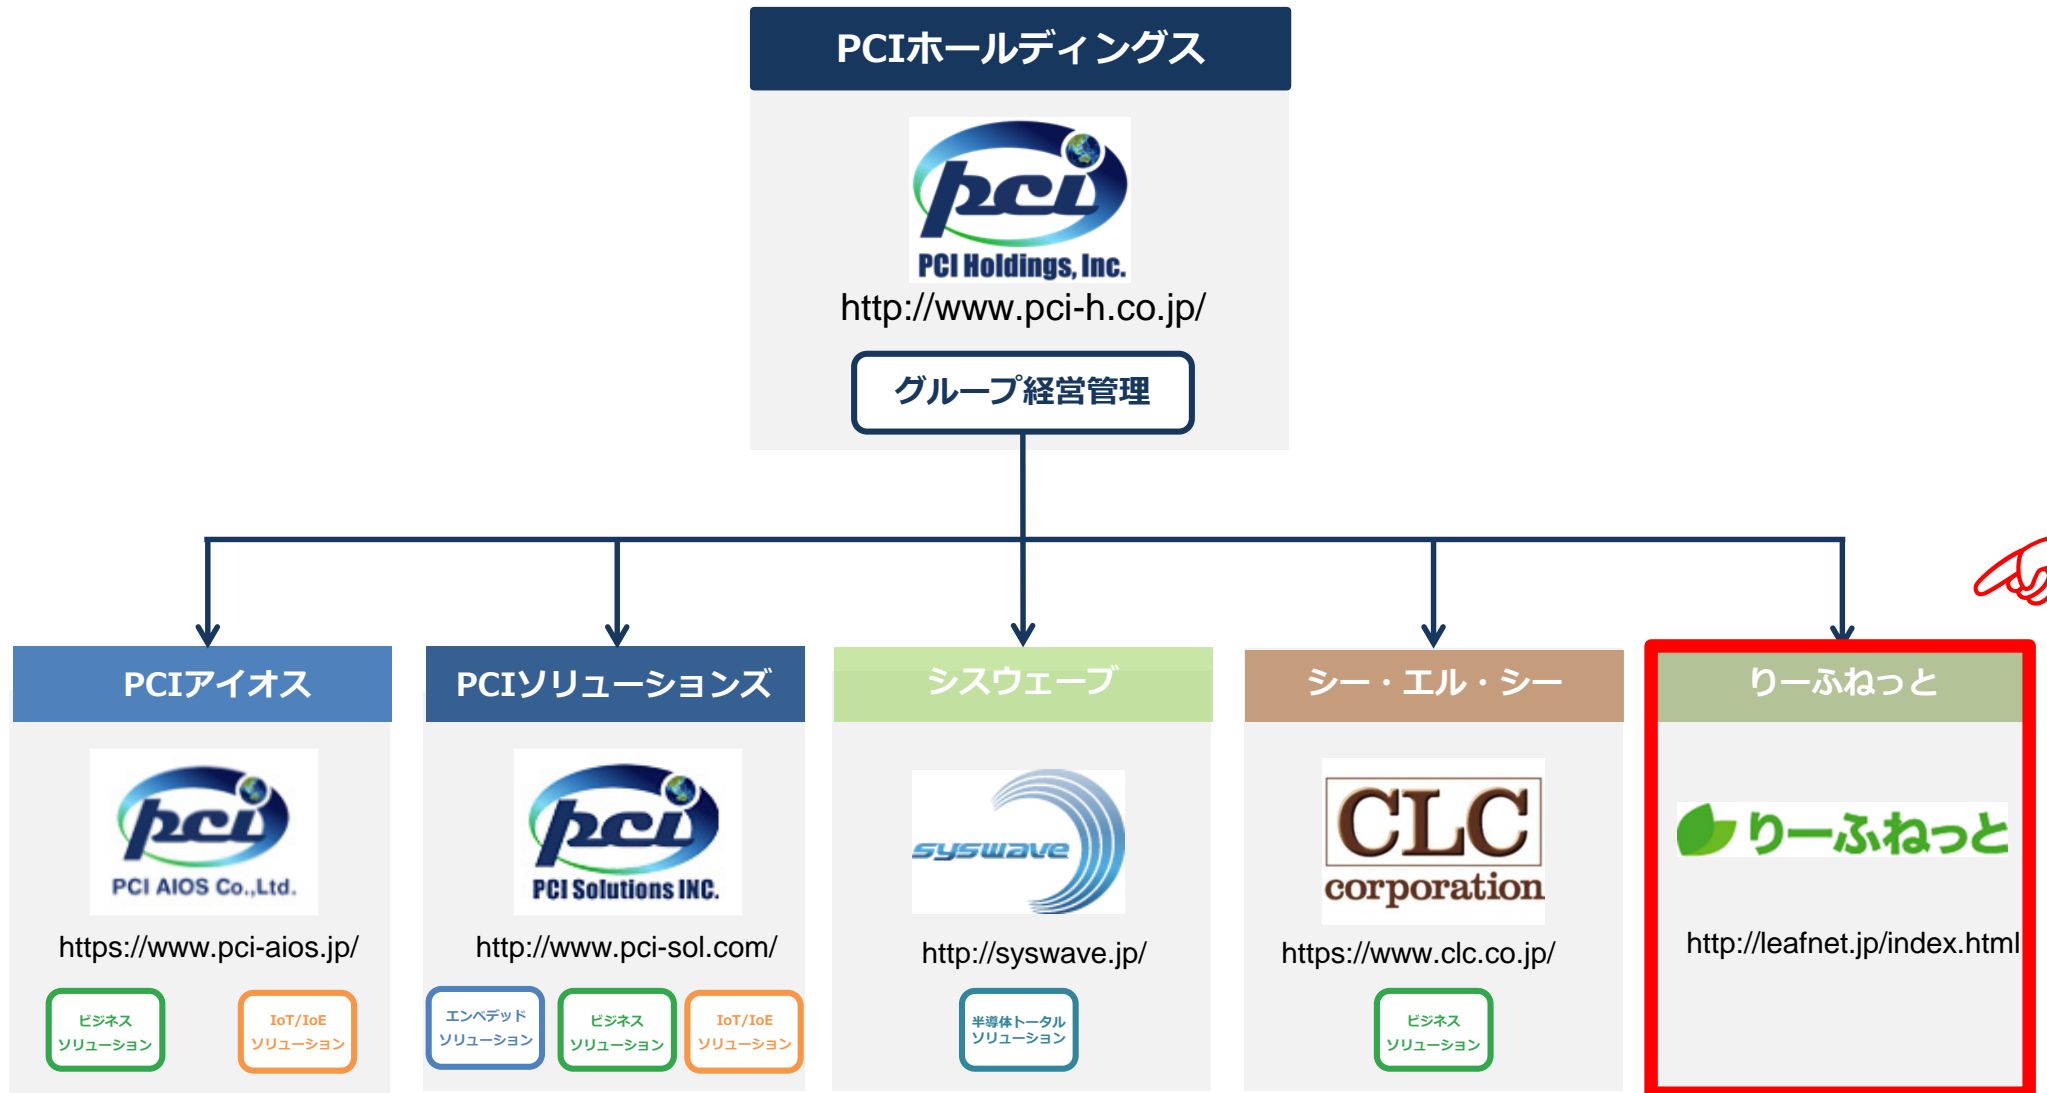 PCIホールディングス
pci
PCI Holdings, Inc.
http://www.pci-h.co.jp/
グループ経営管理
PCIアイオス
pci
PCI AIOS Co.,Ltd.
https://www.pci-aios.jp/
ビジネス
ソリューション
IoT/IoE
ソリューション
PCIソリューションズ
pci
PCI Solutions INC.
http://www.pci-sol.com/
エンベデッド
ソリューション
ビジネス
ソリューション
IoT/IoE
ソリューション
シスウェーブ
syswave
http://syswave.jp/
半導体トータル
ソリューション
シー・エル・シー
CLC
corporation
https://www.clc.co.jp/
ビジネス
ソリューション
りーふねっと
りーふねっと
http://leafnet.jp/index.html